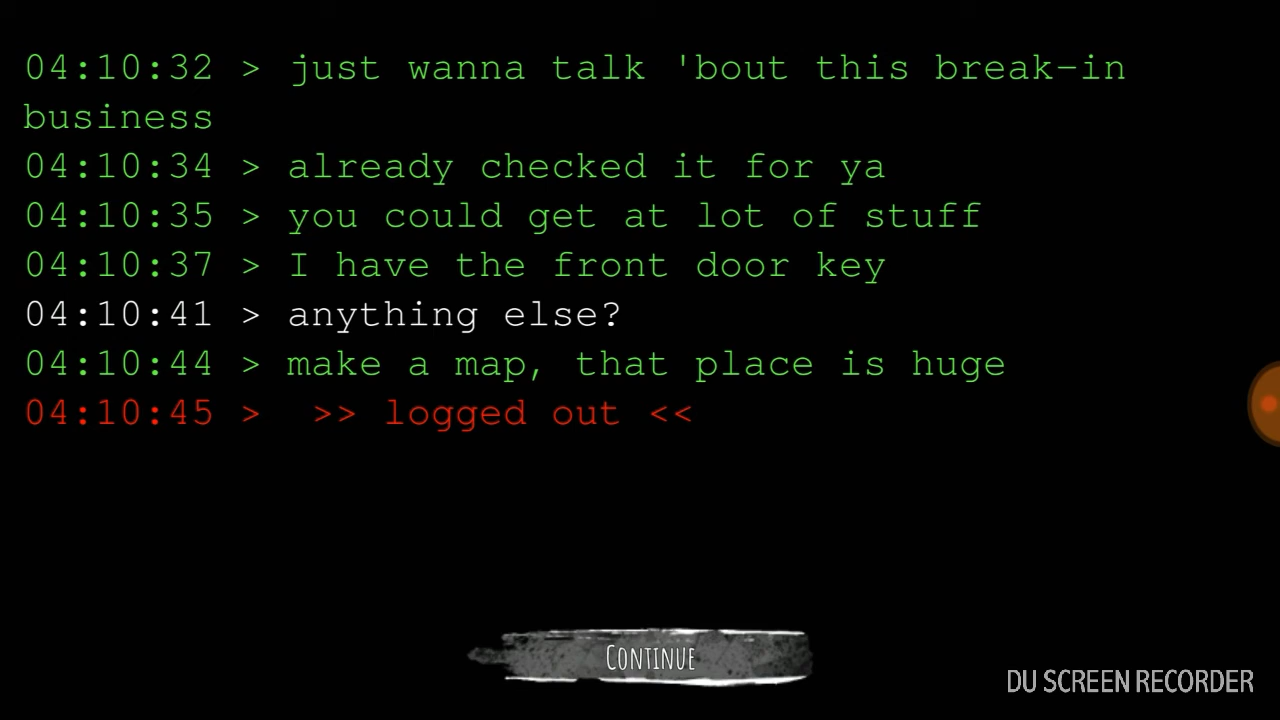 04:10:32 > just wanna talk 'bout this break-in
business
04:10:34 > already checked it for ya
04:10:35 > you could get at lot of stuff
04:10:37 > I have the front door key
04:10:41 > anything else?
04:10:44 > make a map, that place is huge
04:10:45 >  >> logged out <<
Continue
DU SCREEN RECORDER